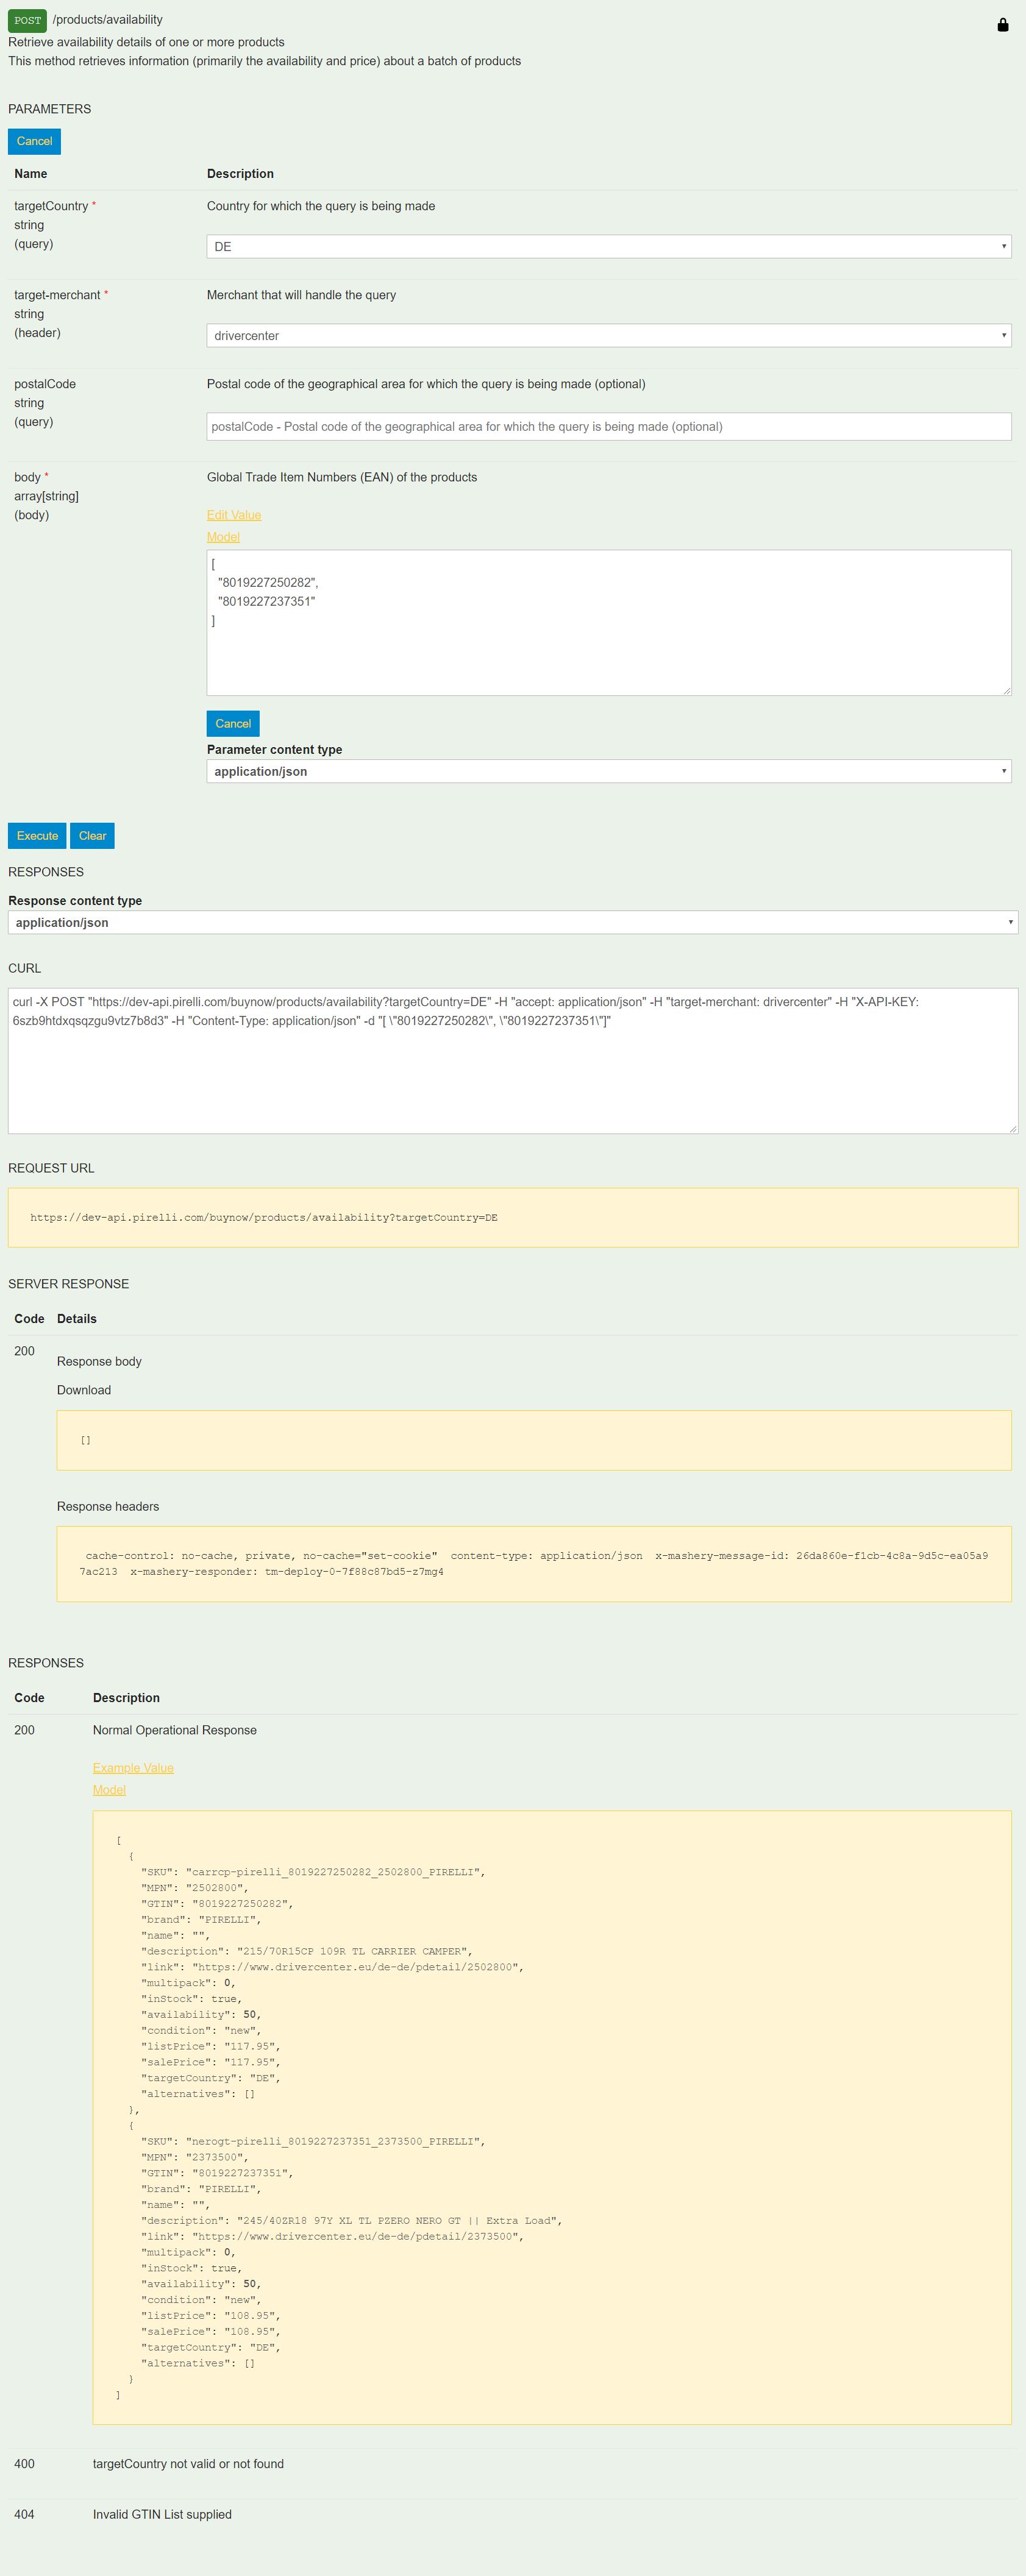 POST /products/availability
Retrieve availability details of one or more products
This method retrieves information (primarily the availability and price) about a batch of products
PARAMETERS
Cancel
Name Description
targetCountry * Country for which the query is being made
string
(query) DE
target-merchant * Merchant that will handle the query
string
(header) drivercenter
postalCode Postal code of the geographical area for which the query is being made (optional)
string
(query) postalCode - Postal code of the geographical area for which the query is being made (optional)
body * Global Trade Item Numbers (EAN) of the products
array[string]
(body) Edit Value
Model
[
"8019227250282",
"8019227237351"
]
Cancel
Parameter content type
application/json
Execute Clear
RESPONSES
Response content type
application/json
CURL
curl -X POST "https://dev-api.pirelli.com/buynow/products/availability?targetCountry=DE" -H "accept: application/json" -H "target-merchant: drivercenter" -H "X-API-KEY:
6szb9htdxqsqzgu9vtz7b8d3" -H "Content-Type: application/json" -d "[ \"8019227250282\", \"8019227237351\"]"
REQUEST URL
https://dev-api.pirelli.com/buynow/products/availability?targetCountry=DE
SERVER RESPONSE
Code Details
200
Response body
Download
[]
Response headers
cache-control: no-cache, private, no-cache="set-cookie" content-type: application/json x-mashery-message-id: 26da860e-f1cb-4c8a-9d5c-ea05a9
7ac213 x-mashery-responder: tm-deploy-0-7f88c87bd5-z7mg4
RESPONSES
Code Description
200 Normal Operational Response
Example Value
Model
[
{
"SKU": "carrcp-pirelli_8019227250282_2502800_PIRELLI",
"MPN": "2502800",
"GTIN": "8019227250282",
"brand": "PIRELLI",
"name": "",
"description": "215/70R15CP 109R TL CARRIER CAMPER",
"link": "https://www.drivercenter.eu/de-de/pdetail/2502800",
"multipack": 0,
"inStock": true,
"availability": 50,
"condition": "new",
"listPrice": "117.95",
"salePrice": "117.95",
"targetCountry": "DE",
"alternatives": []
},
{
"SKU": "nerogt-pirelli_8019227237351_2373500_PIRELLI",
"MPN": "2373500",
"GTIN": "8019227237351",
"brand": "PIRELLI",
"name": "",
"description": "245/40ZR18 97Y XL TL PZERO NERO GT || Extra Load",
"link": "https://www.drivercenter.eu/de-de/pdetail/2373500",
"multipack": 0,
"inStock": true,
"availability": 50,
"condition": "new",
"listPrice": "108.95",
"salePrice": "108.95",
"targetCountry": "DE",
"alternatives": []
}
]
400 targetCountry not valid or not found
404 Invalid GTIN List supplied